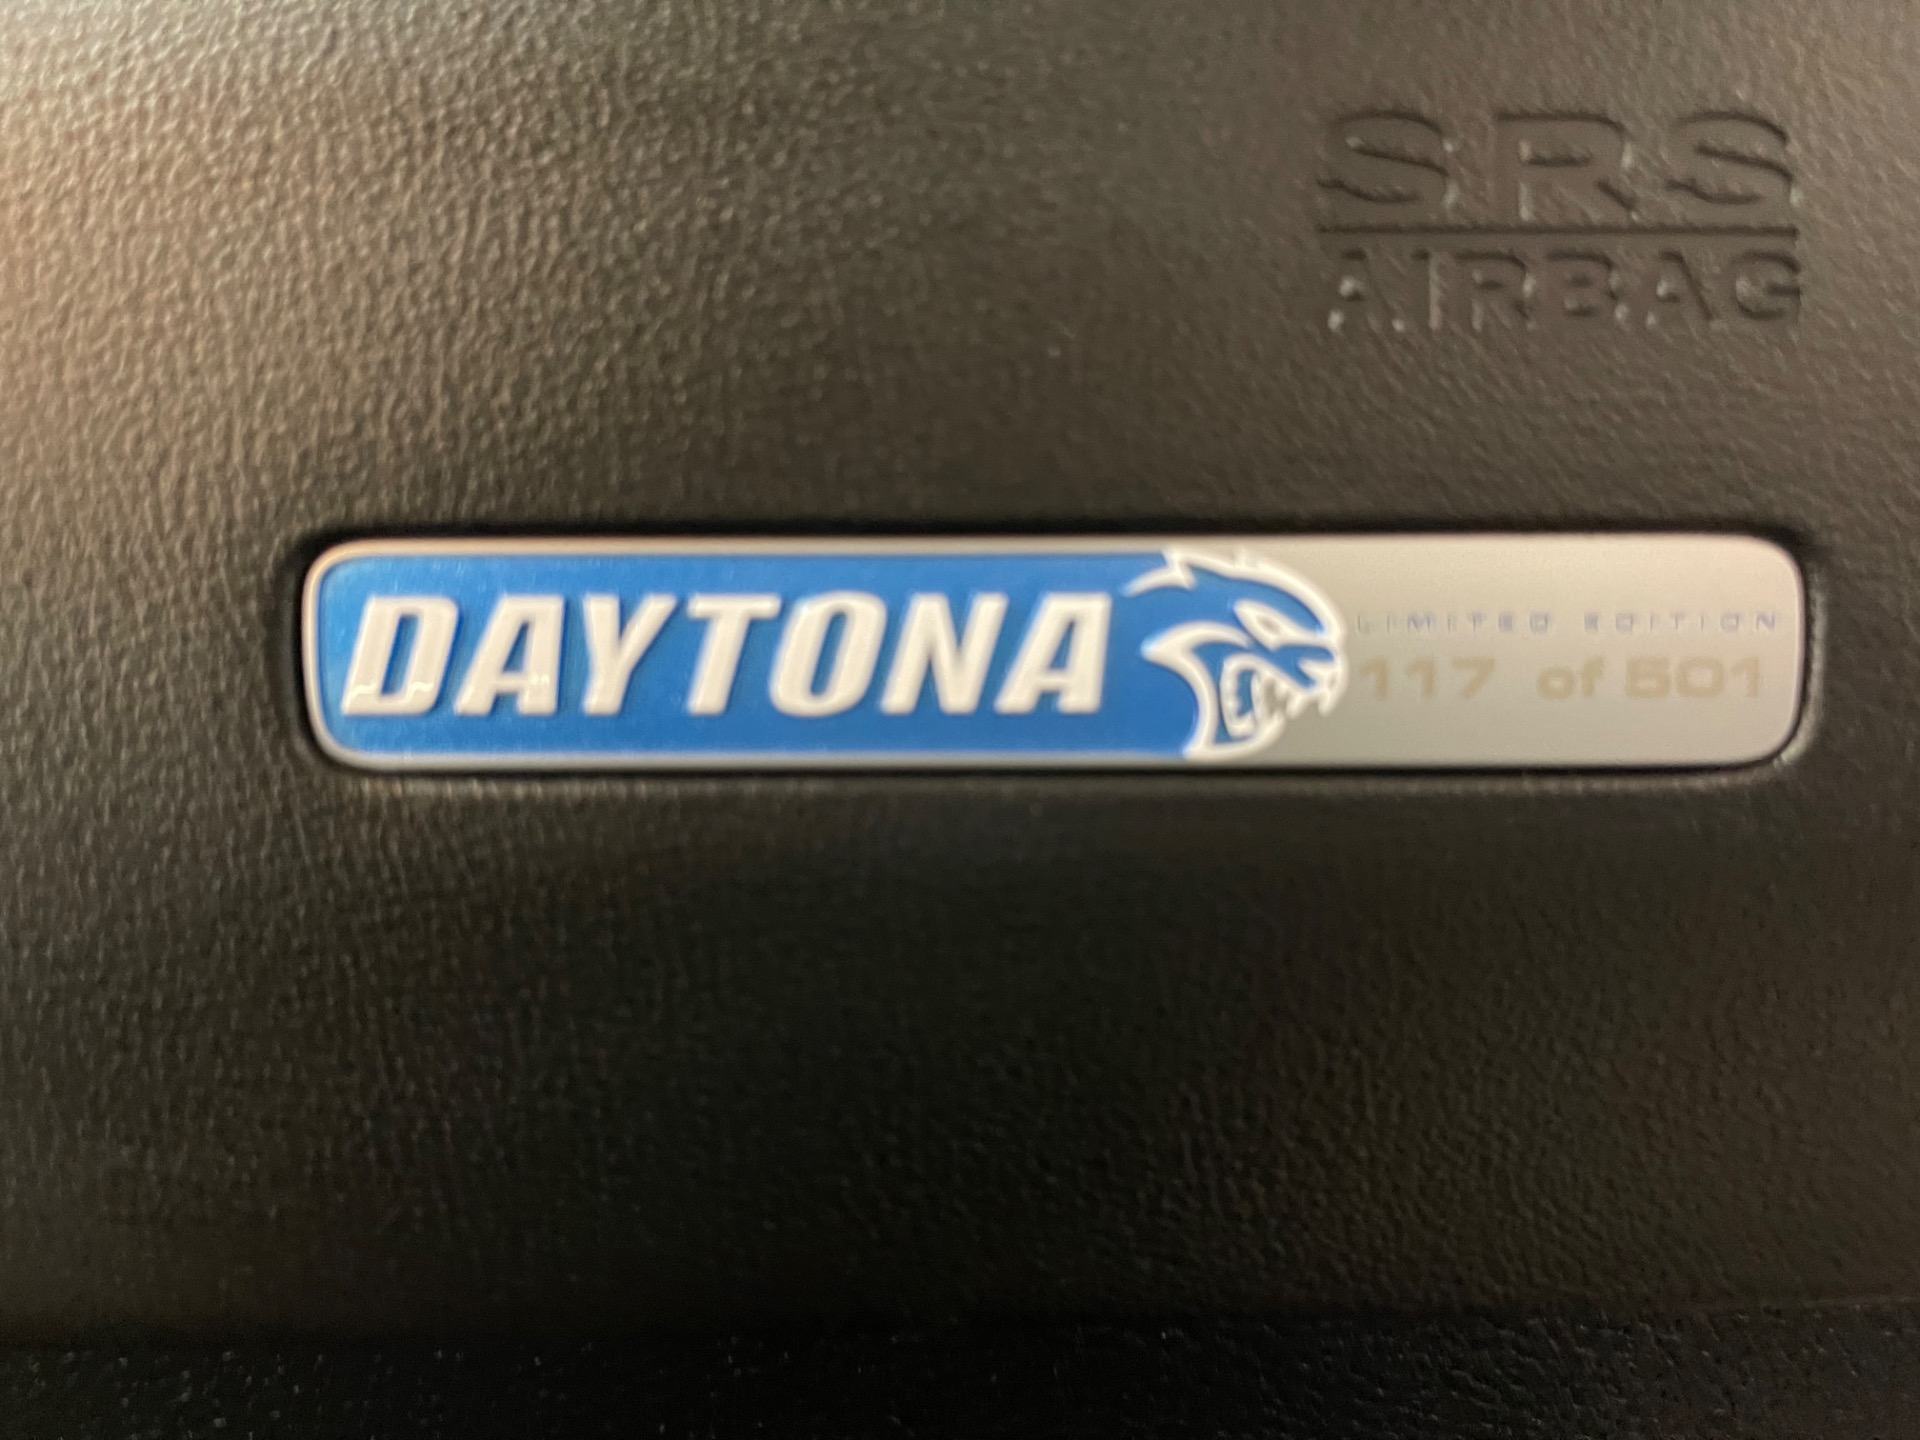 SRS
AIRBAG
DAYTONA
LIMITED EDITION
117 of 501